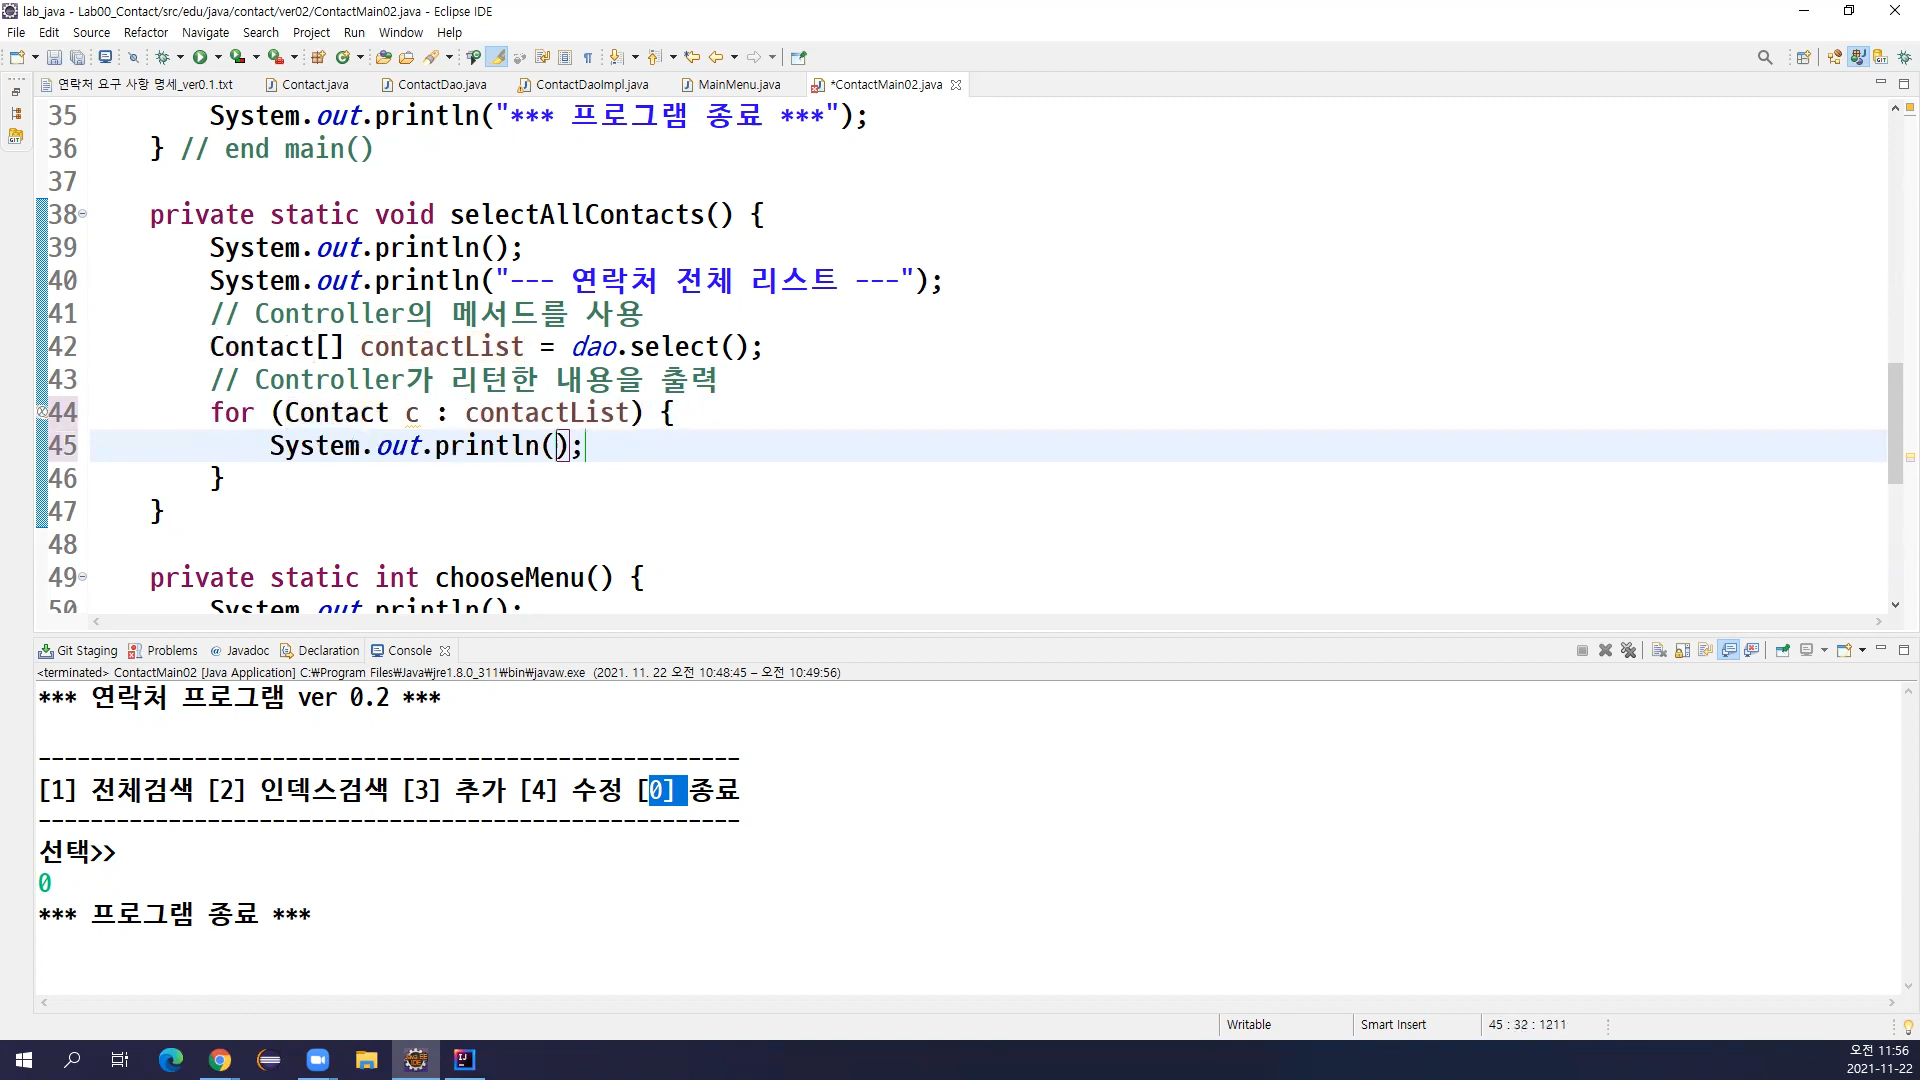 lab_java - Lab00_Contact/src/edu/java/contact/ver02/ContactMain02.java - Eclipse IDE
File Edit Source Refactor Navigate Search Project Run Window Help
연락처 요구 사항 명세_ver0.1.txt Contact.java ContactDao.java ContactDaoImpl.java MainMenu.java *ContactMain02.java
35 System.out.println("*** 프로그램 종료 ***");
36 } // end main()
37
38 private static void selectAllContacts() {
39 System.out.println();
40 System.out.println("--- 연락처 전체 리스트 ---");
41 // Controller의 메서드를 사용
42 Contact[] contactList = dao.select();
43 // Controller가 리턴한 내용을 출력
44 for (Contact c : contactList) {
45 System.out.println();
46 }
47 }
48
49 private static int chooseMenu() {
50 System.out.println();
Git Staging Problems Javadoc Declaration Console
<terminated> ContactMain02 [Java Application] C:₩Program Files₩Java₩jre1.8.0_311₩bin₩javaw.exe (2021. 11. 22 오전 10:48:45 – 오전 10:49:56)
*** 연락처 프로그램 ver 0.2 ***
------------------------------------------------------
[1] 전체검색 [2] 인덱스검색 [3] 추가 [4] 수정 [0] 종료
------------------------------------------------------
선택>>
0
*** 프로그램 종료 ***
Writable Smart Insert 45 : 32 : 1211
오전 11:56
2021-11-22